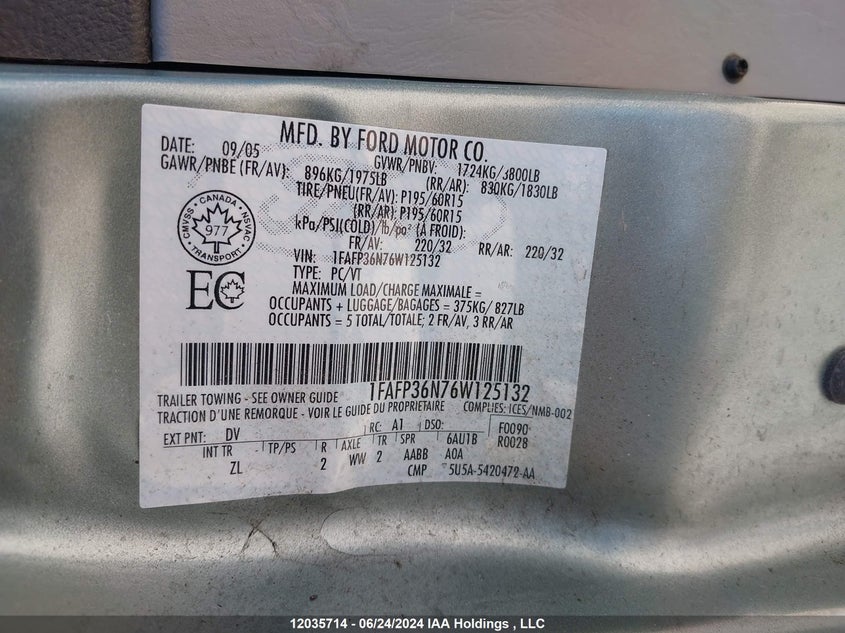 MFD. BY FORD MOTOR CO.
DATE: 09/05 GVWR/PNBV: 1724KG/3800LB
GAWR/PNBE (FR/AV): 896KG/1975LB (RR/AR): 830KG/1830LB
TIRE/PNEU(FR/AV): P195/60R15
(RR/AR): P195/60R15
kPa/PSI(COLD)/lb/po² (À FROID):
FR/AV: 220/32 RR/AR: 220/32
VIN: 1FAFP36N76W125132
TYPE: PC/VT
MAXIMUM LOAD/CHARGE MAXIMALE =
OCCUPANTS + LUGGAGE/BAGAGES = 375KG/ 827LB
OCCUPANTS = 5 TOTAL/TOTALE; 2 FR/AV, 3 RR/AR
CANADA
CMVSS 977 NSVAC
TRANSPORT
EC
1FAFP36N76W125132
TRAILER TOWING - SEE OWNER GUIDE
TRACTION D'UNE REMORQUE - VOIR LE GUIDE DU PROPRIETAIRE COMPLIES: ICES/NMB-002
EXT PNT: DV RC: A1 DSO: F0090
INT TR TP/PS R AXLE TR SPR 6AU1B R0028
ZL 2 WW 2 AABB A0A
CMP 5U5A-5420472-AA
12035714 - 06/24/2024 IAA Holdings , LLC